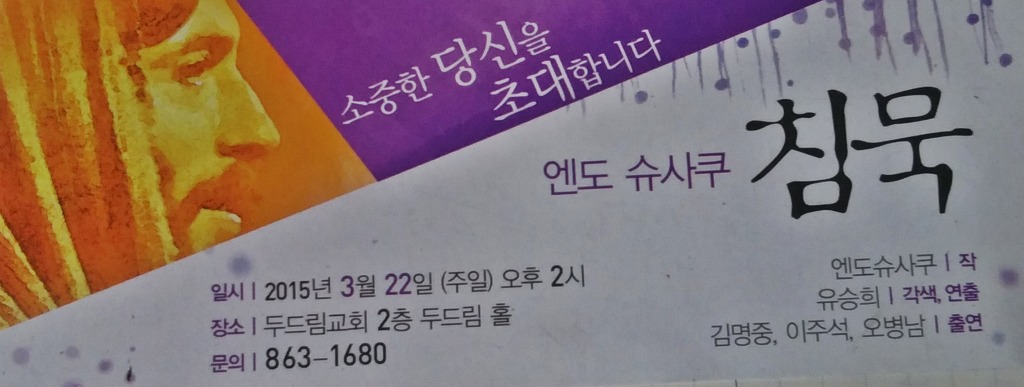 소중한 당신을
초대합니다
엔도 슈사쿠 침묵
일시 | 2015년 3월 22일 (주일) 오후 2시
장소 | 두드림교회 2층 두드림 홀
문의 | 863-1680
엔도슈사쿠 | 작
유승희 | 각색, 연출
김명중, 이주석, 오병남 | 출연